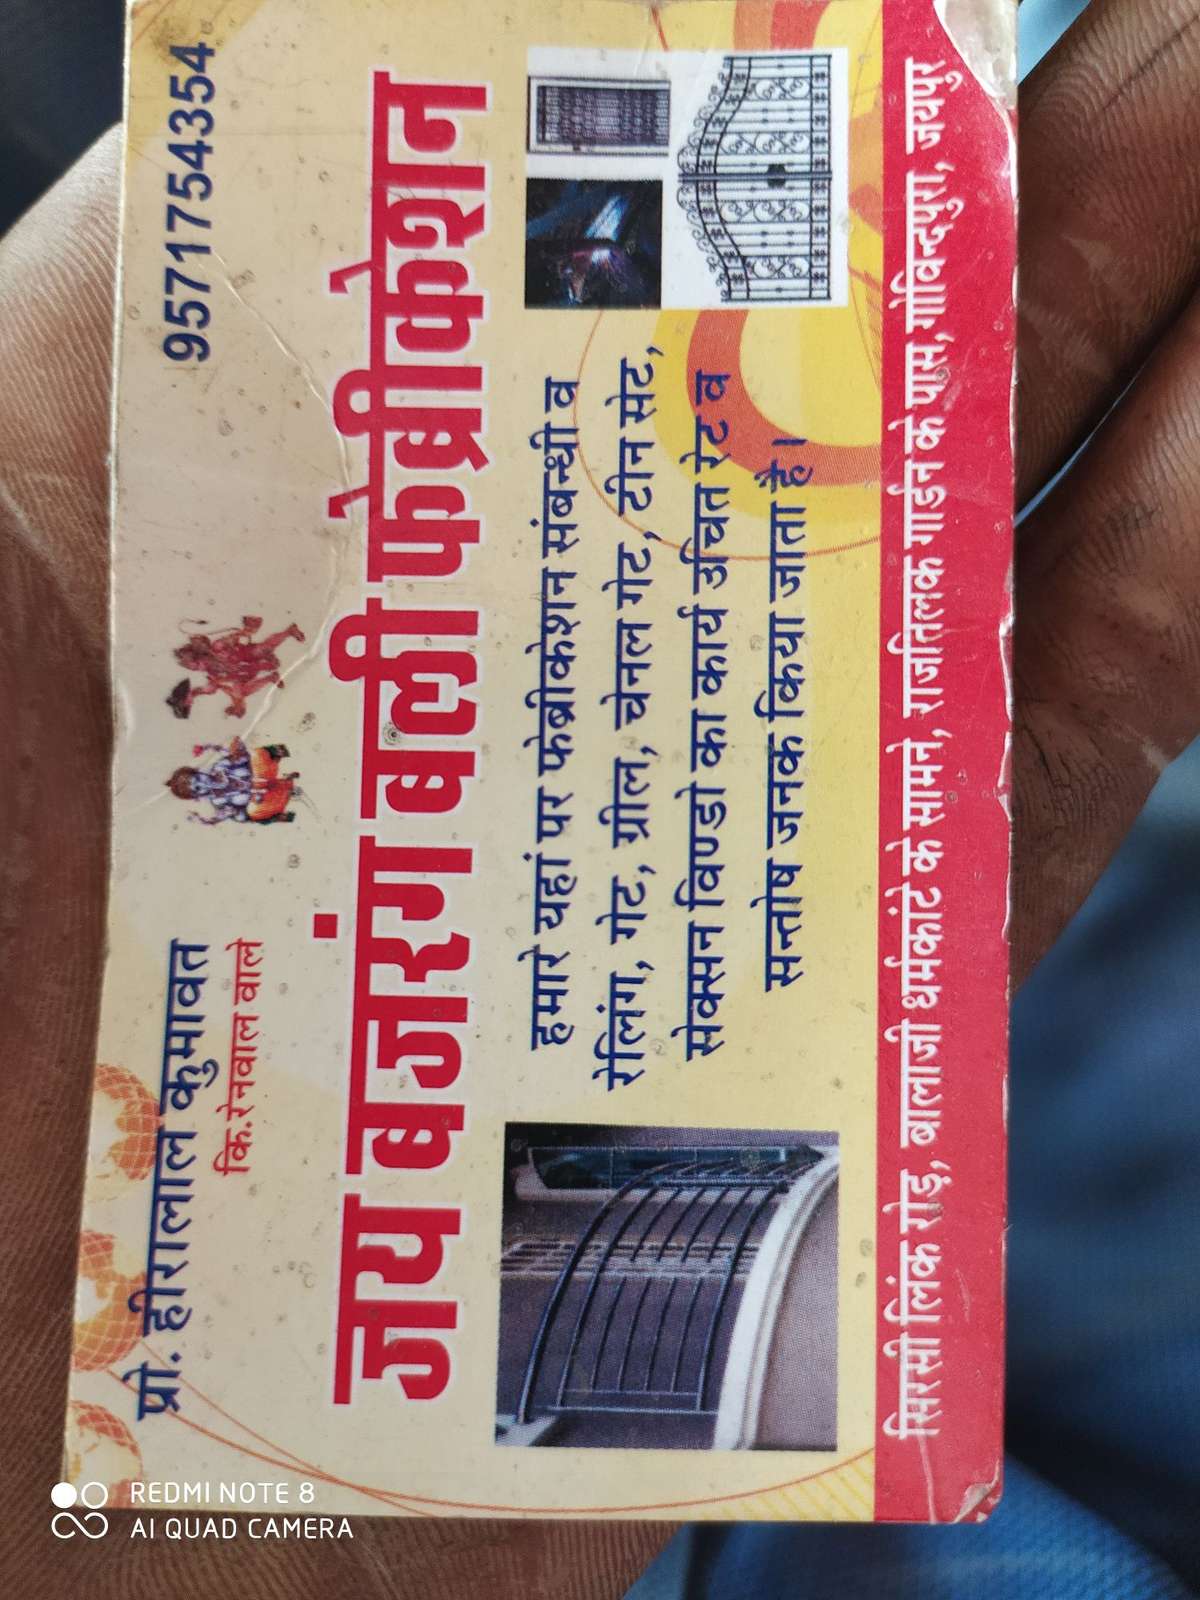 प्रो. हीरालाल कुमावत
9571754354
कि.रेनवाल वाले
जय बजरंग बली फेब्रीकेशन
हमारे यहां पर फेब्रीकेशन संबन्धी व
रेलिंग, गेट, ग्रील, चेनल गेट, टीन सेट,
सेक्सन विण्डो का कार्य उचित रेट व
सन्तोष जनक किया जाता है।
सिरसी लिंक रोड़, बालाजी धर्मकांटे के सामने, राजतिलक गार्डन के पास, गोविन्दपुरा, जयपुर
REDMI NOTE 8
AI QUAD CAMERA